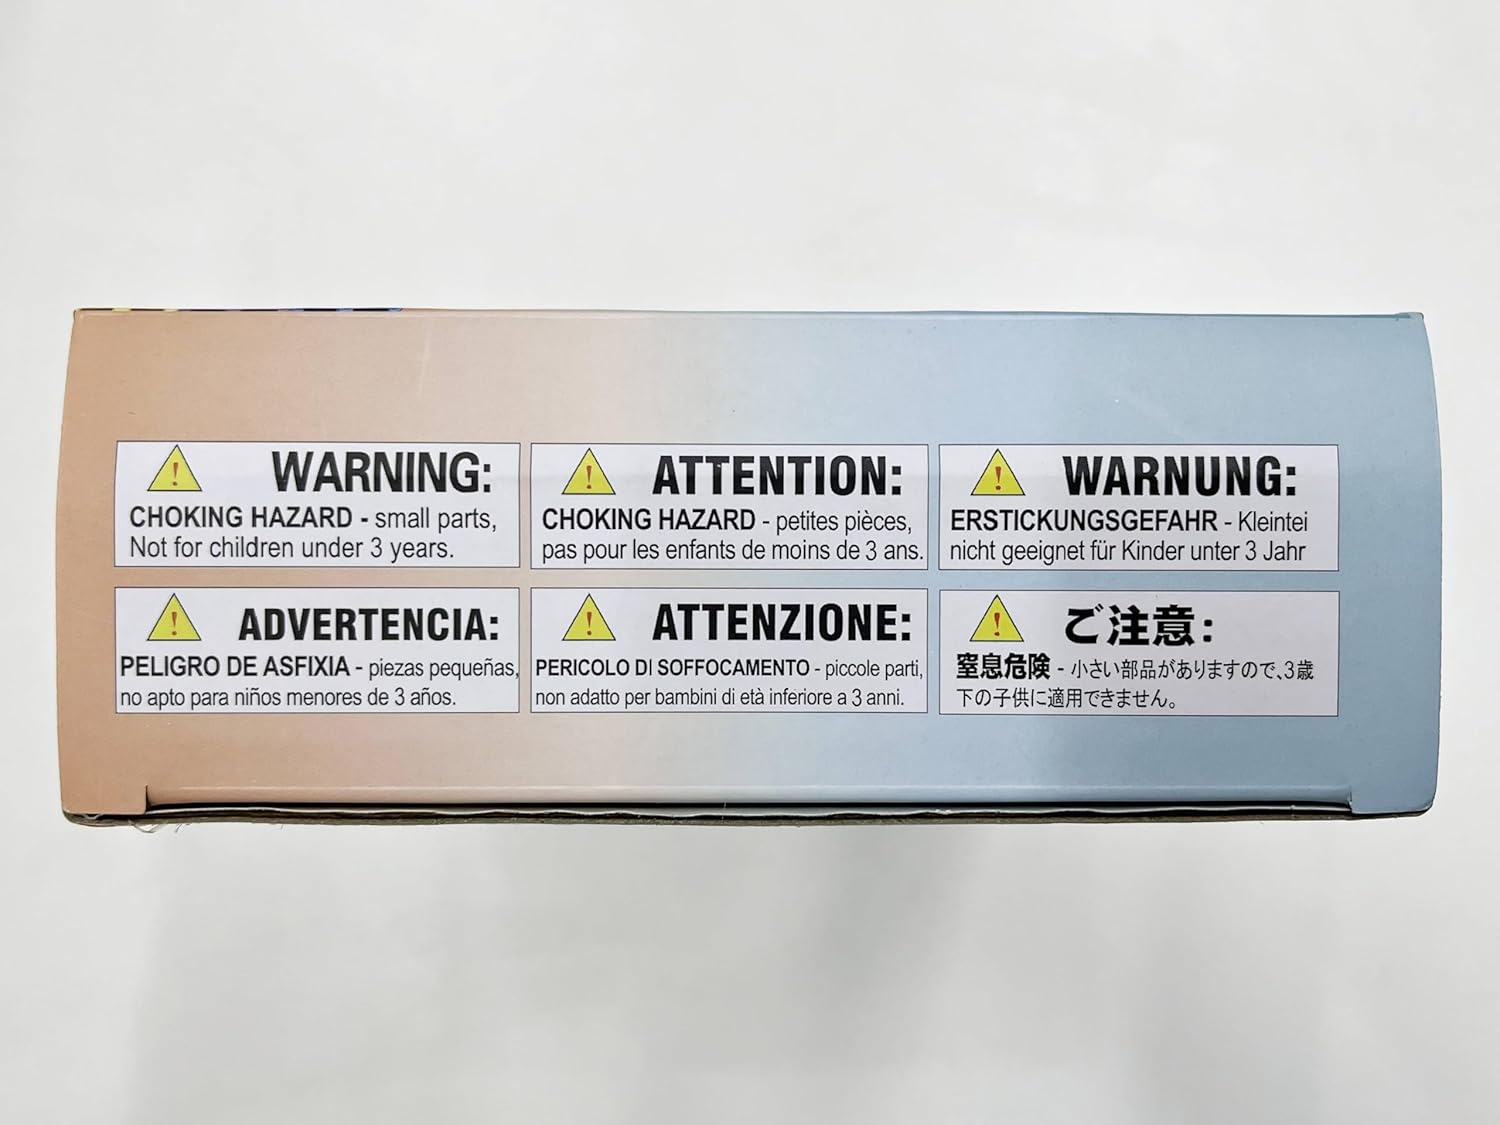 WARNING:
CHOKING HAZARD - small parts,
Not for children under 3 years.
ATTENTION:
CHOKING HAZARD - petites pièces,
pas pour les enfants de moins de 3 ans.
WARNUNG:
ERSTICKUNGSGEFAHR - Kleintei
nicht geeignet für Kinder unter 3 Jahr
ADVERTENCIA:
PELIGRO DE ASFIXIA - piezas pequeñas,
no apto para niños menores de 3 años.
ATTENZIONE:
PERICOLO DI SOFFOCAMENTO - piccole parti,
non adatto per bambini di età inferiore a 3 anni.
ご注意:
窒息危険 - 小さい部品がありますので、3歳
下の子供に適用できません。